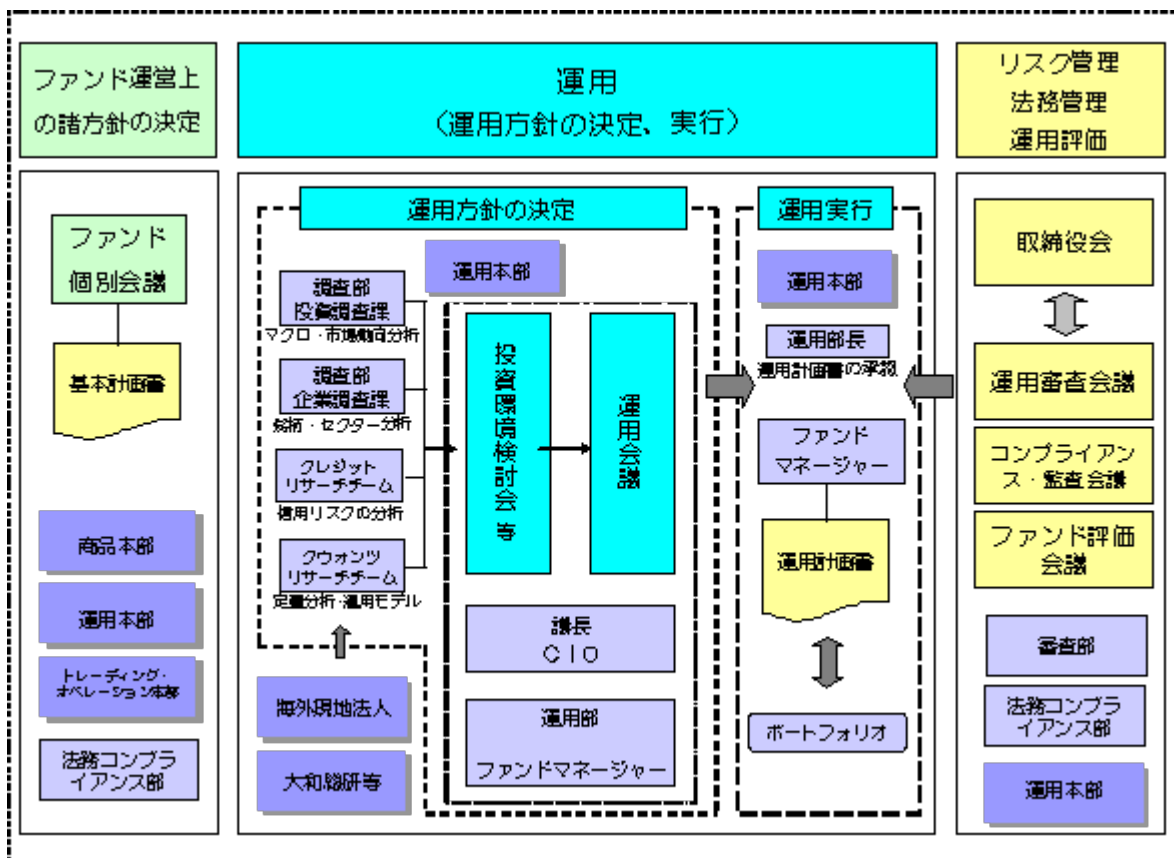 ファンド運営上
の諸方針の決定
ファンド
個別会議
基本計画書
商品本部
運用本部
トレーディング・
オペレーション本部
法務コンプラ
イアンス部
運用
（運用方針の決定、実行）
運用方針の決定
運用本部
調査部
投資調査課
マクロ・市場動向分析
調査部
企業調査課
銘柄・セクター分析
クレジット
リサーチチーム
信用リスクの分析
クウォンツ
リサーチチーム
定量分析・運用モデル
海外現地法人
大和総研等
投資環境検討会 等
運用会議
議長
ＣＩＯ
運用部
ファンドマネージャー
運用実行
運用本部
運用部長
運用計画書の承認
ファンド
マネージャー
運用計画書
ポートフォリオ
リスク管理
法務管理
運用評価
取締役会
運用審査会議
コンプライアン
ス・監査会議
ファンド評価
会議
審査部
法務コンプラ
イアンス部
運用本部